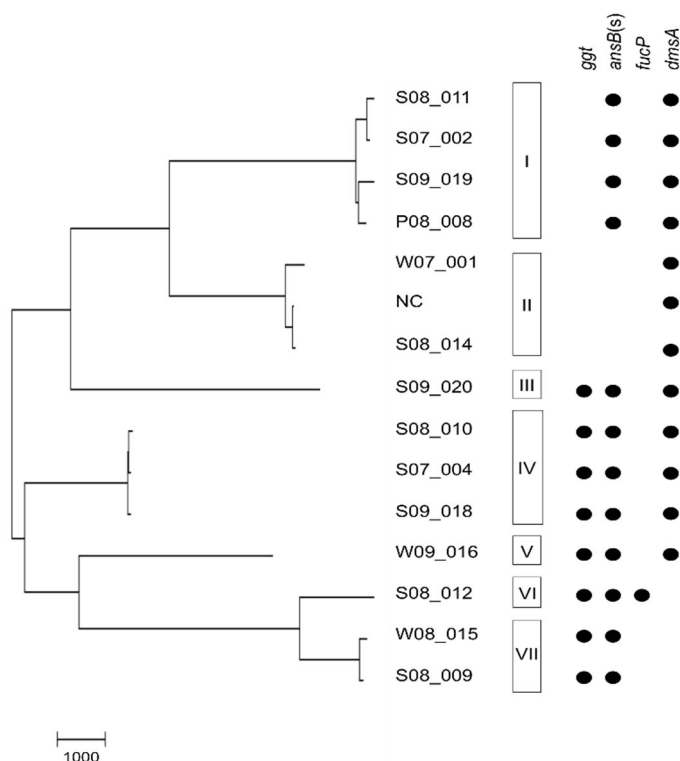 ggt
ansB(s)
fucP
dmsA
S08_011
S07_002
S09_019
P08_008
I
W07_001
NC
S08_014
II
S09_020
III
S08_010
S07_004
S09_018
IV
W09_016
V
S08_012
VI
W08_015
S08_009
VII
1000